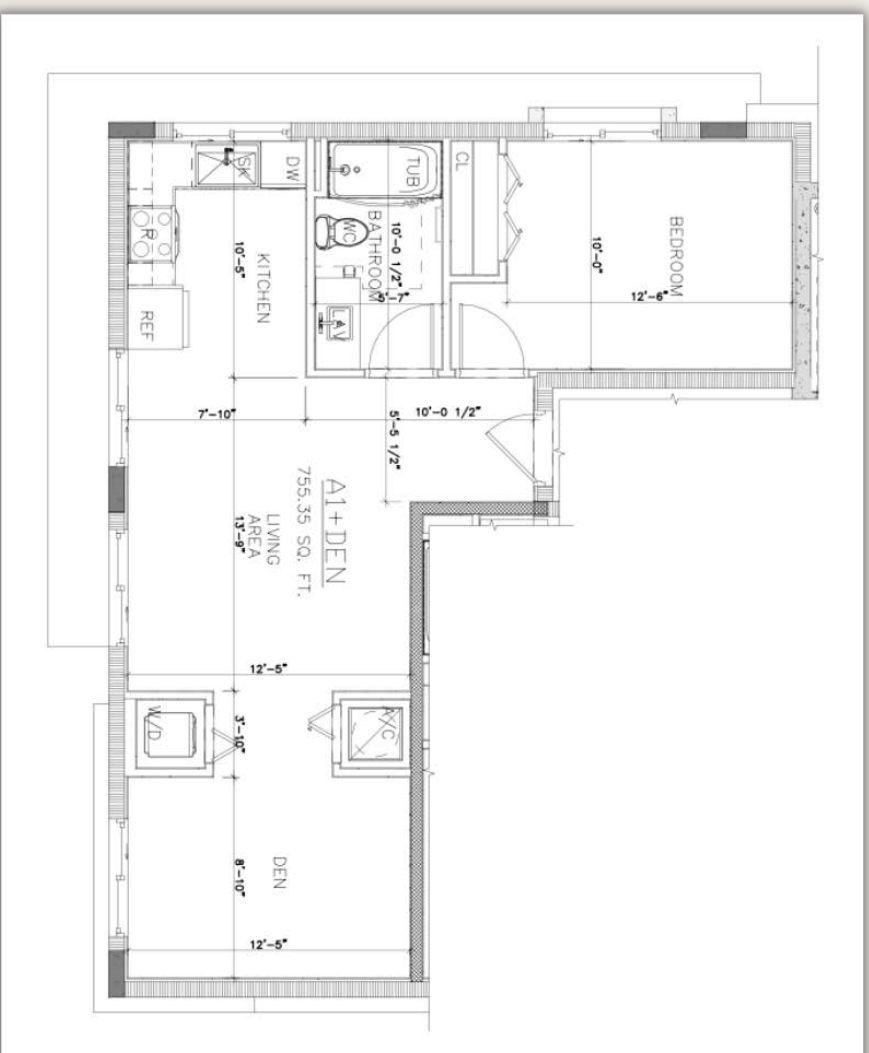 SK
DW
TUB
CL
R
WC
BATHROOM
10'-0 1/2"
5'-7"
BEDROOM
10'-0"
12'-6"
10'-5"
KITCHEN
REF
LAV
7'-10"
10'-0 1/2"
5'-5 1/2"
A1+DEN
755.35 SQ. FT.
LIVING
AREA
13'-9"
12'-5"
W/D
3'-10"
A/C
8'-10"
DEN
12'-5"